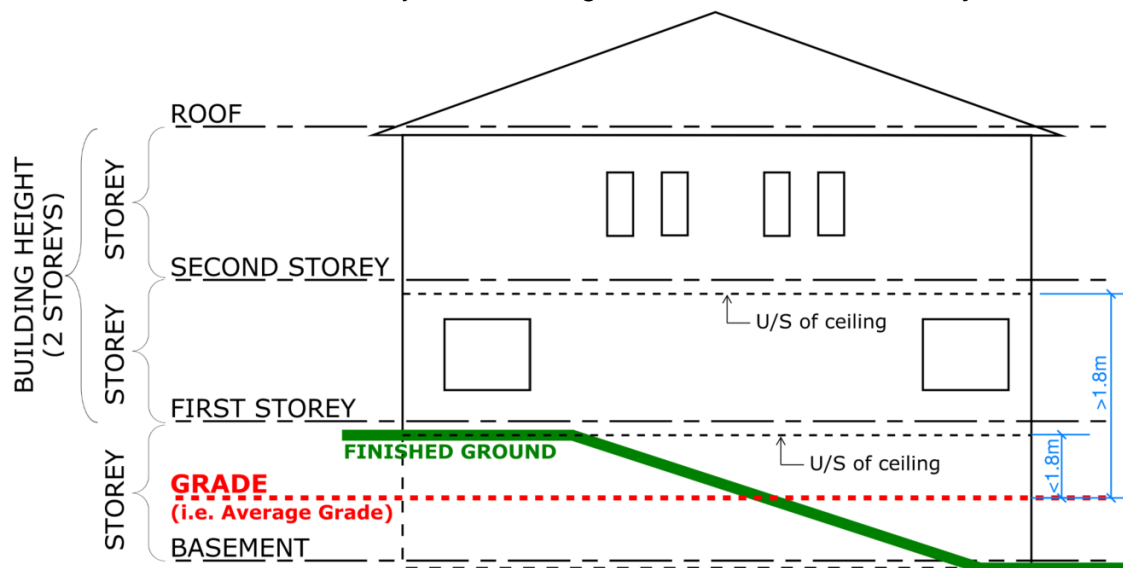 ROOF
BUILDING HEIGHT
(2 STOREYS)
STOREY
SECOND STOREY
U/S of ceiling
STOREY
>1.8m
FIRST STOREY
FINISHED GROUND
U/S of ceiling
<1.8m
STOREY
GRADE
(i.e. Average Grade)
BASEMENT